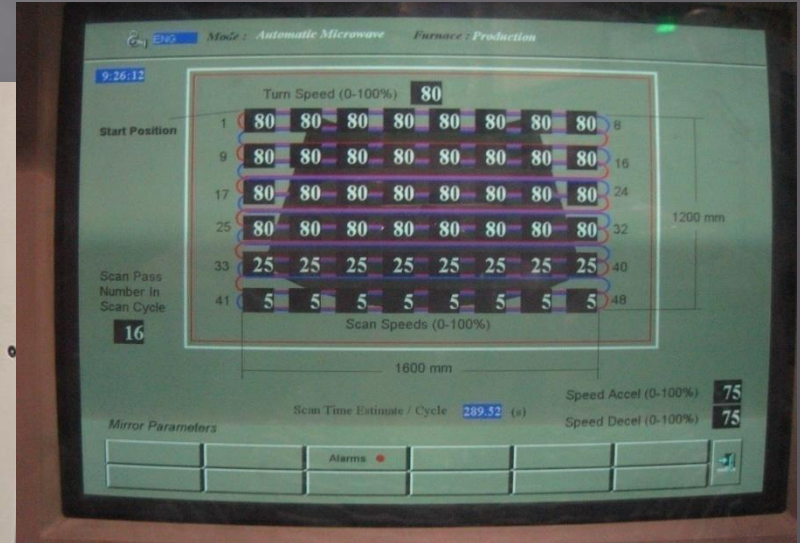 ENG Mode : Automatic Microwave Furnace : Production
9:26:12
Turn Speed (0-100%) 80
Start Position
1 80 80 80 80 80 80 80 80 8
9 80 80 80 80 80 80 80 80 16
17 80 80 80 80 80 80 80 80 24
25 80 80 80 80 80 80 80 80 32
33 25 25 25 25 25 25 25 25 40
41 5 5 5 5 5 5 5 5 48
1200 mm
Scan Pass
Number In
Scan Cycle
16
Scan Speeds (0-100%)
1600 mm
Speed Accel (0-100%) 75
Scan Time Estimate / Cycle 289.52 (s)
Speed Decel (0-100%) 75
Mirror Parameters
Alarms